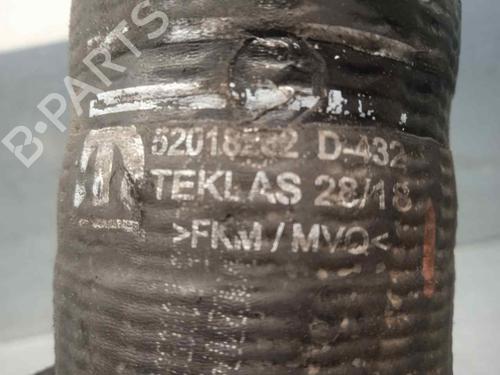 B-PARTS
52018282 D-432
TEKLAS 28/18
>FKM/MVQ<